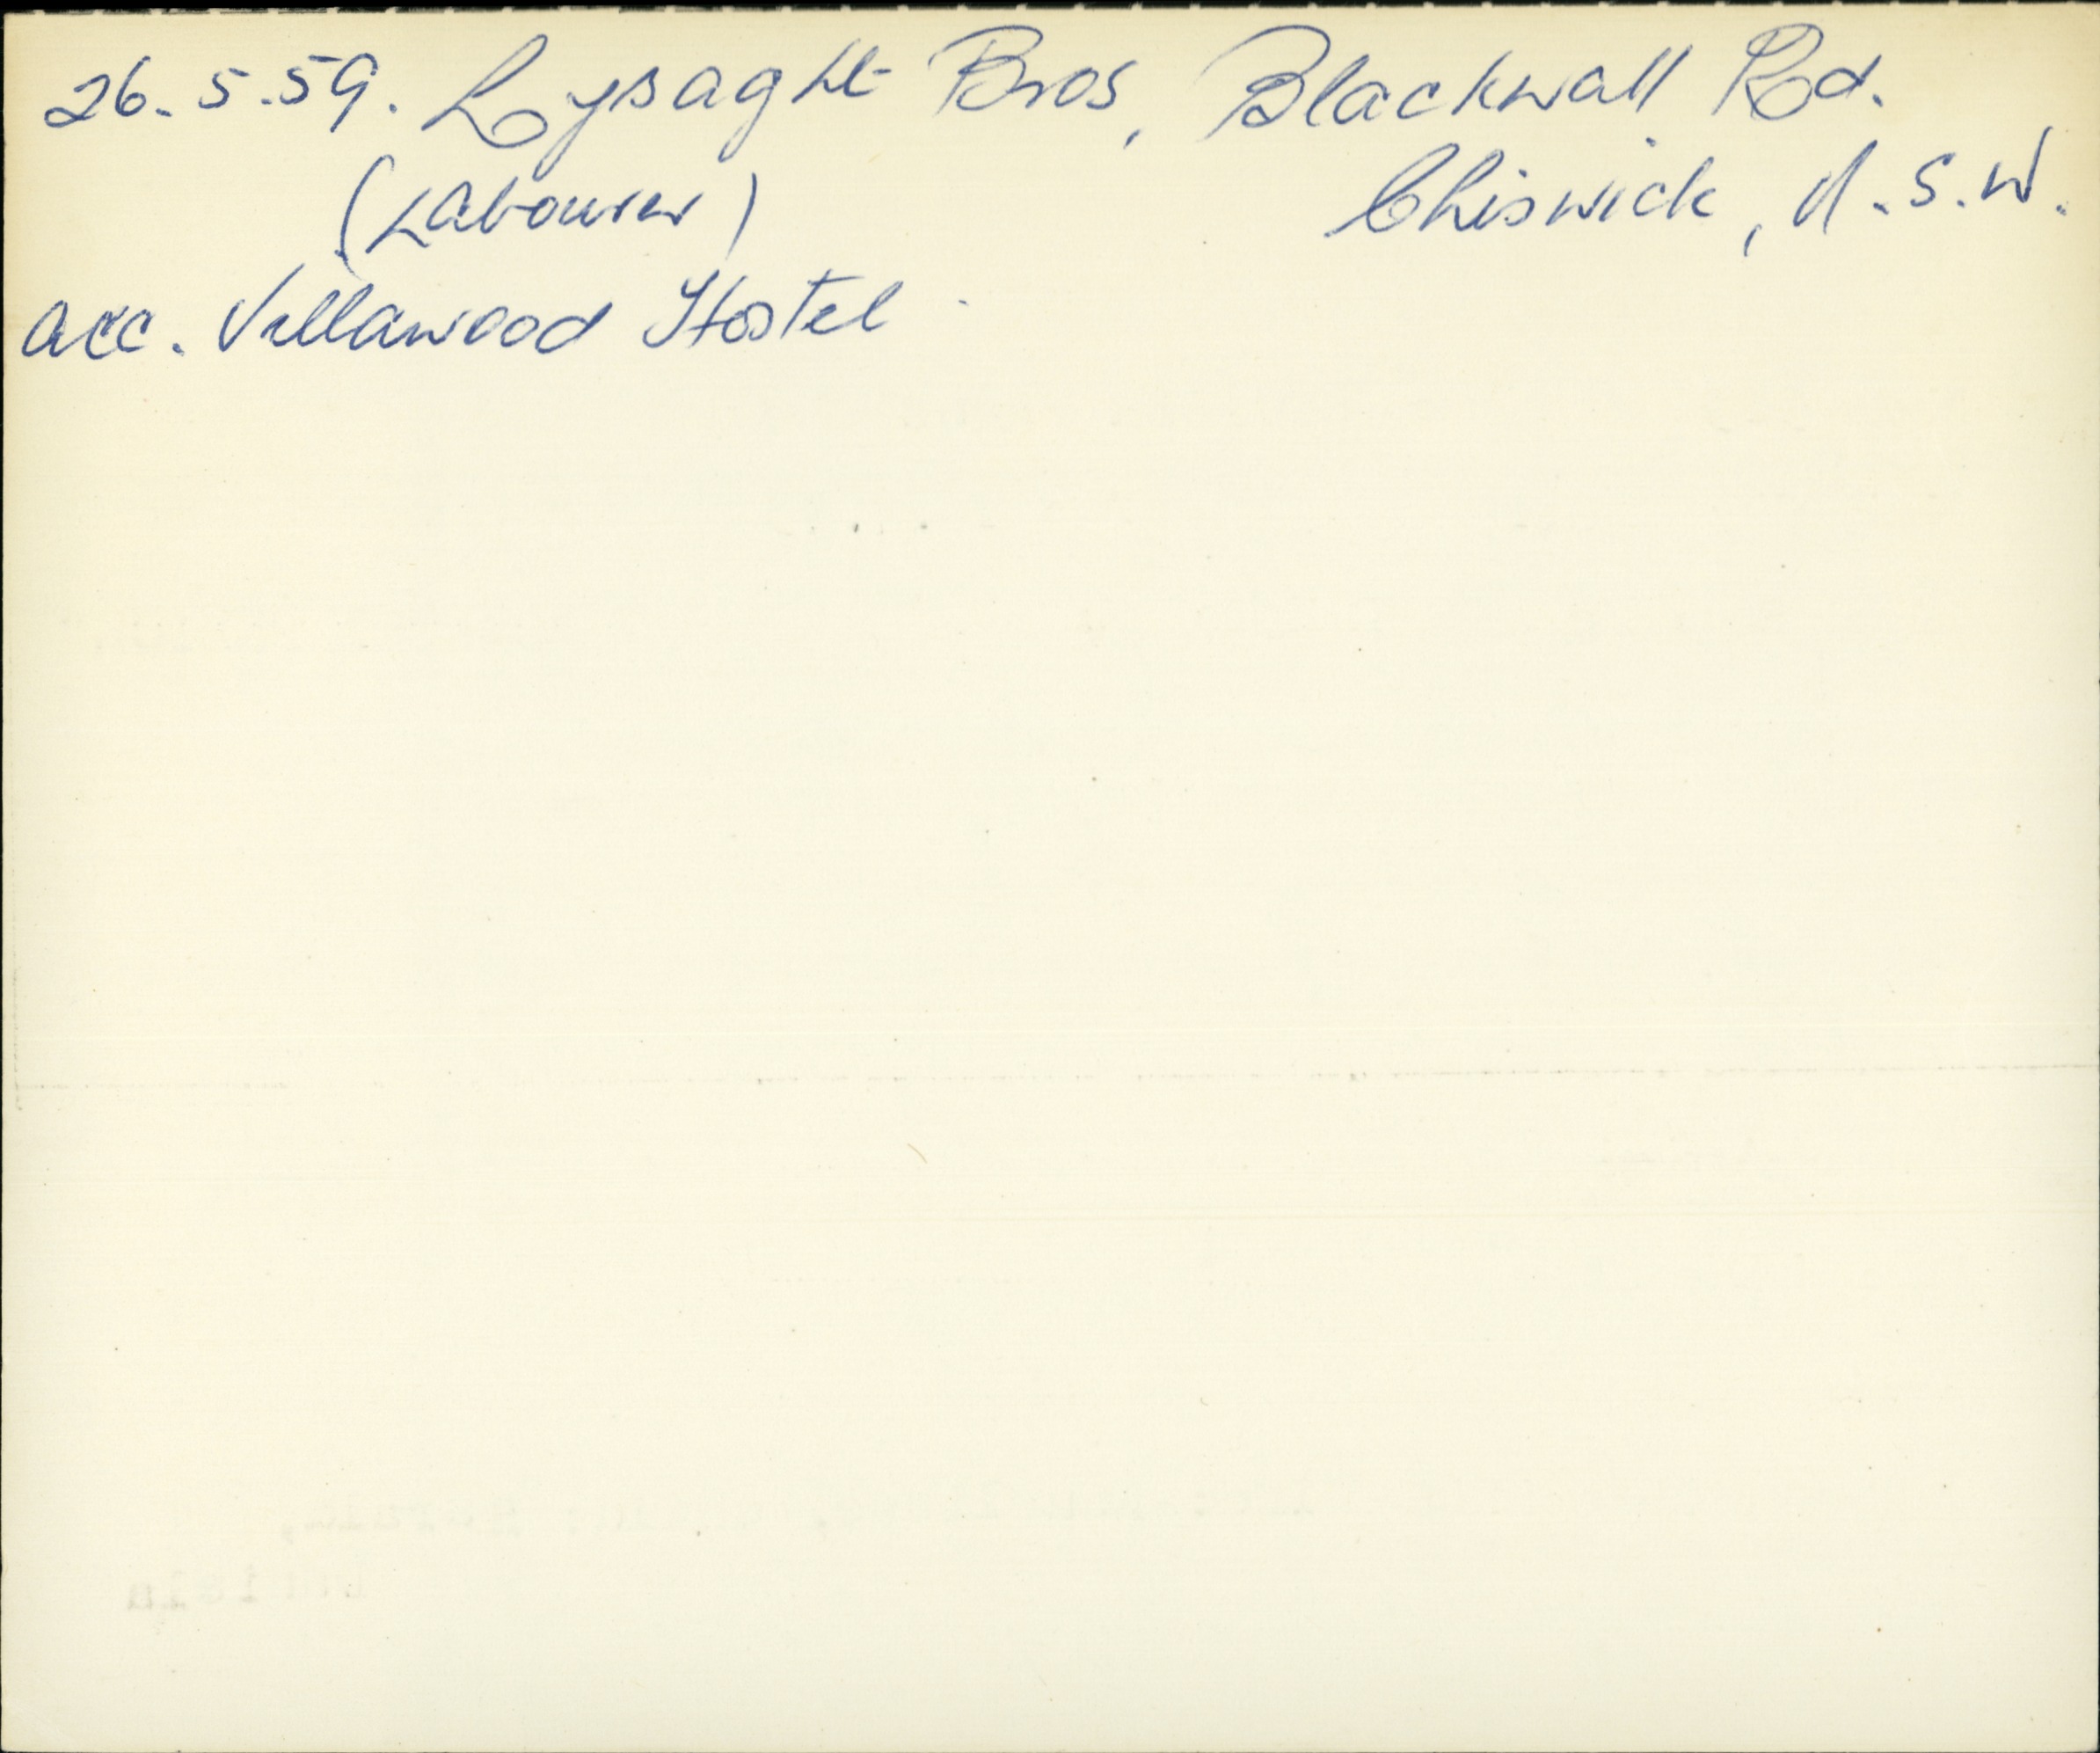 26.5.59. Lysaght Bros, Blackwall Rd.
(Labourer) Chiswick, N.S.W.
acc. Villawood Hostel